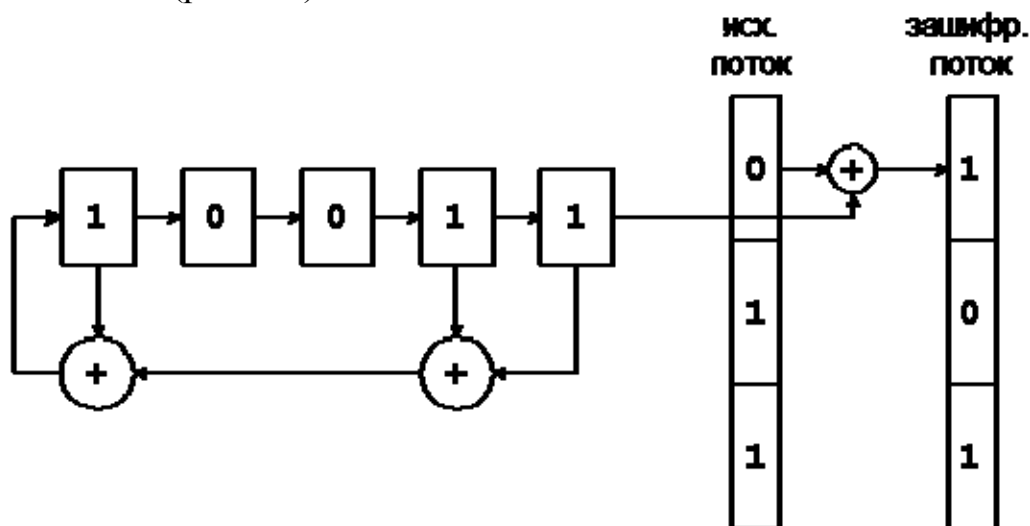 исх. зашифр.
поток поток
1 0 0 1 1 0 + 1
1 0
+ +
1 1